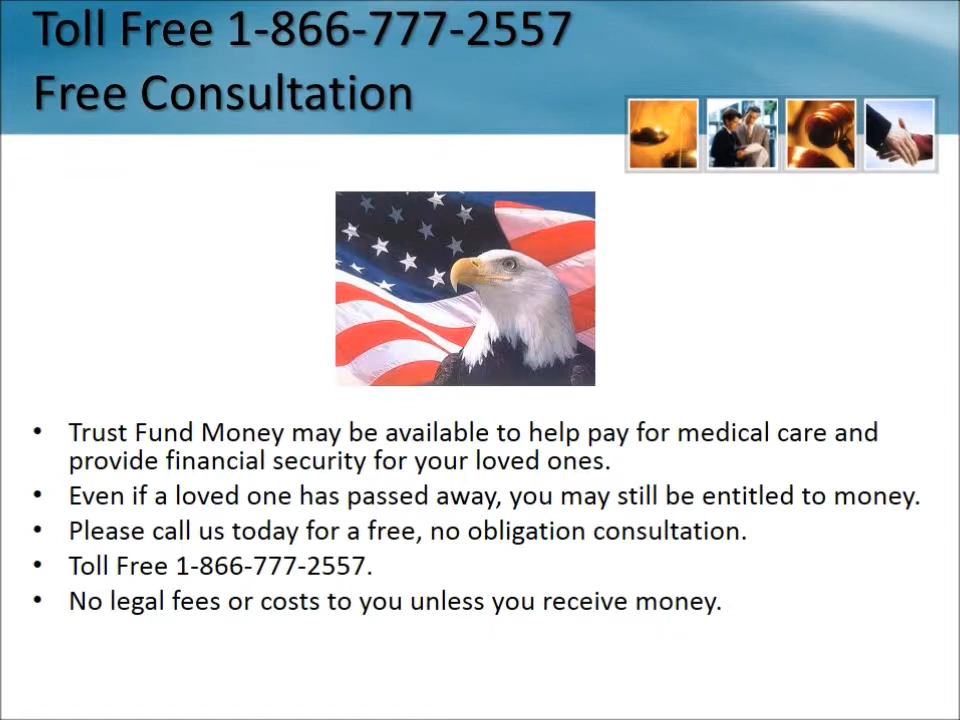 Toll Free 1-866-777-2557
Free Consultation
• Trust Fund Money may be available to help pay for medical care and
provide financial security for your loved ones.
• Even if a loved one has passed away, you may still be entitled to money.
• Please call us today for a free, no obligation consultation.
• Toll Free 1-866-777-2557.
• No legal fees or costs to you unless you receive money.